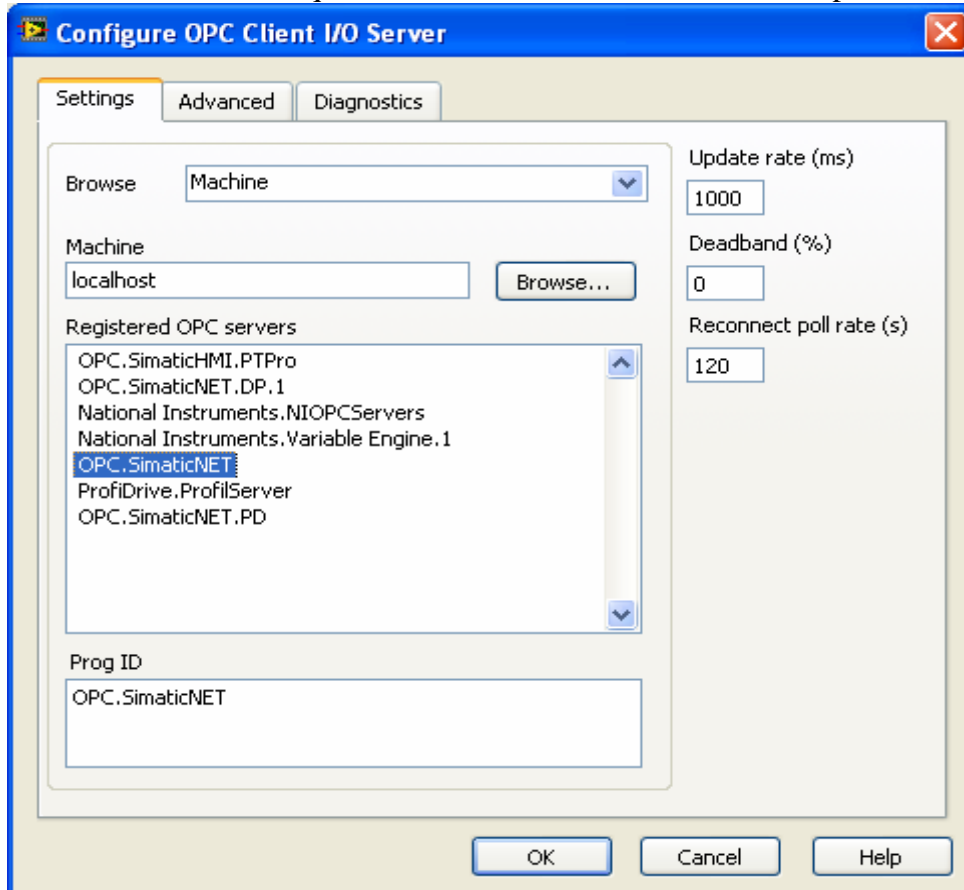 Configure OPC Client I/O Server
Settings
Advanced
Diagnostics
Browse
Machine
Machine
localhost
Browse...
Registered OPC servers
OPC.SimaticHMI.PTPro
OPC.SimaticNET.DP.1
National Instruments.NIOPCServers
National Instruments.Variable Engine.1
OPC.SimaticNET
ProfiDrive.ProfilServer
OPC.SimaticNET.PD
Prog ID
OPC.SimaticNET
Update rate (ms)
1000
Deadband (%)
0
Reconnect poll rate (s)
120
OK
Cancel
Help